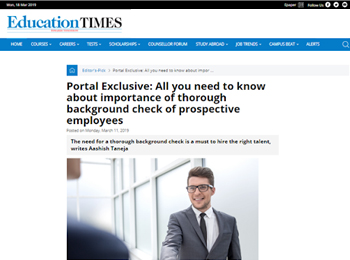 Mon, 18 Mar 2019
Epaper
Follow Us
EducationTIMES
HOME COURSES CAREERS TESTS SCHOLARSHIPS COUNSELLOR FORUM STUDY ABROAD JOB TRENDS CAMPUS BEAT ALERTS
Editor's Pick Portal Exclusive: All you need to know about impor ...
Portal Exclusive: All you need to know
about importance of thorough
background check of prospective
employees
Posted on Monday, March 11, 2019
The need for a thorough background check is a must to hire the right talent,
writes Aashish Taneja